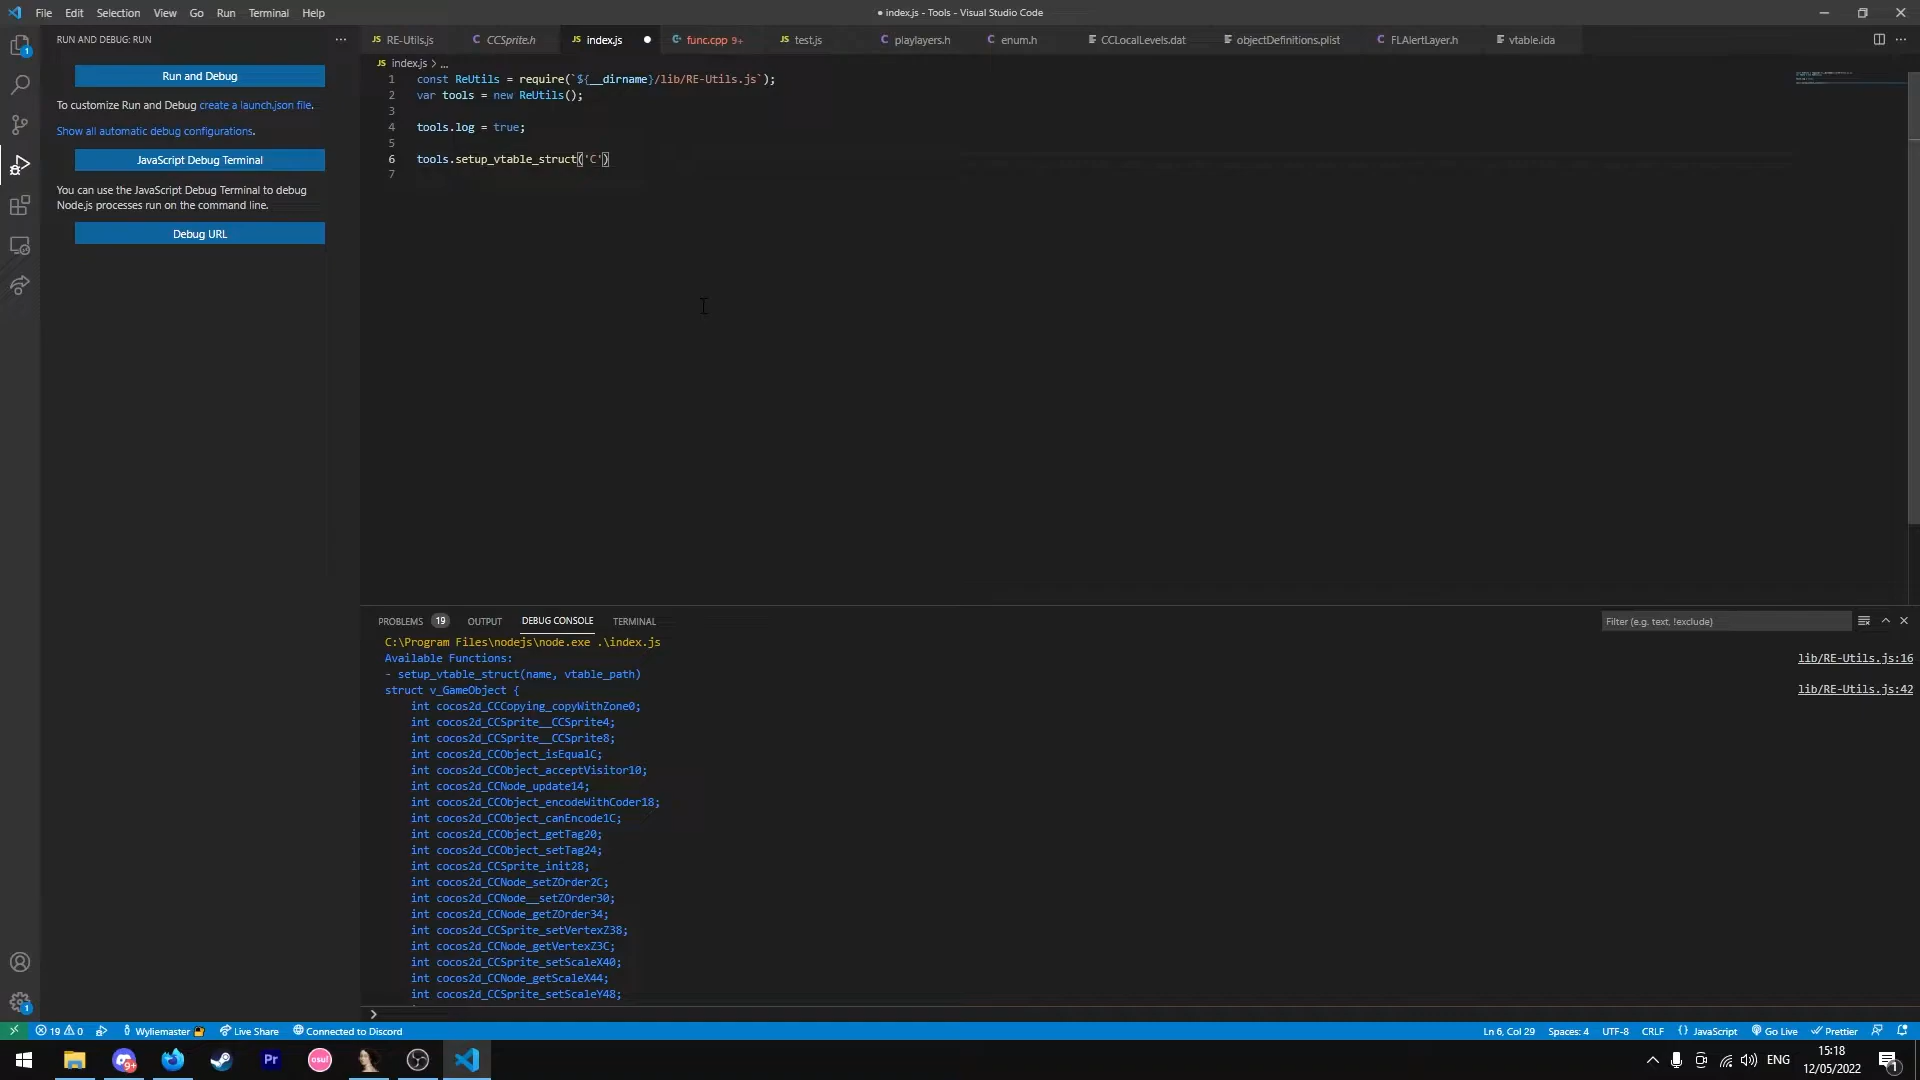 File Edit Selection View Go Run Terminal Help
● index.js - Tools - Visual Studio Code
RUN AND DEBUG: RUN
Run and Debug
To customize Run and Debug create a launch.json file.
Show all automatic debug configurations.
JavaScript Debug Terminal
You can use the JavaScript Debug Terminal to debug
Node.js processes run on the command line.
Debug URL
JS RE-Utils.js C CCSprite.h JS index.js C+ func.cpp 9+ JS test.js C playlayers.h C enum.h CCLocalLevels.dat objectDefinitions.plist C FLAlertLayer.h vtable.ida
JS index.js > ...
1 const ReUtils = require(`${__dirname}/lib/RE-Utils.js`);
2 var tools = new ReUtils();
3
4 tools.log = true;
5
6 tools.setup_vtable_struct('C')
7
PROBLEMS 19 OUTPUT DEBUG CONSOLE TERMINAL
Filter (e.g. text, !exclude)
C:\Program Files\nodejs\node.exe .\index.js
Available Functions: lib/RE-Utils.js:16
- setup_vtable_struct(name, vtable_path)
struct v_GameObject { lib/RE-Utils.js:42
int cocos2d_CCCopying_copyWithZone0;
int cocos2d_CCSprite__CCSprite4;
int cocos2d_CCSprite__CCSprite8;
int cocos2d_CCObject_isEqualC;
int cocos2d_CCObject_acceptVisitor10;
int cocos2d_CCNode_update14;
int cocos2d_CCObject_encodeWithCoder18;
int cocos2d_CCObject_canEncode1C;
int cocos2d_CCObject_getTag20;
int cocos2d_CCObject_setTag24;
int cocos2d_CCSprite_init28;
int cocos2d_CCNode_setZOrder2C;
int cocos2d_CCNode__setZOrder30;
int cocos2d_CCNode_getZOrder34;
int cocos2d_CCSprite_setVertexZ38;
int cocos2d_CCNode_getVertexZ3C;
int cocos2d_CCSprite_setScaleX40;
int cocos2d_CCNode_getScaleX44;
int cocos2d_CCSprite_setScaleY48;
>
19 0 Wyliemaster Live Share Connected to Discord
Ln 6, Col 29 Spaces: 4 UTF-8 CRLF {} JavaScript Go Live Prettier
9+ Pr osu! ENG
15:18
12/05/2022
1